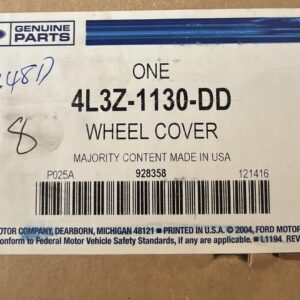 GENUINE
PARTS
248D
8
ONE
4L3Z-1130-DD
WHEEL COVER
MAJORITY CONTENT MADE IN USA
P025A 928358 121416
MOTOR COMPANY, DEARBORN, MICHIGAN 48121 ■ PRINTED IN U.S.A. © 2004, FORD MOTOR
conform to Federal Motor Vehicle Safety Standards, if any are applicable. ■ L1194 REV